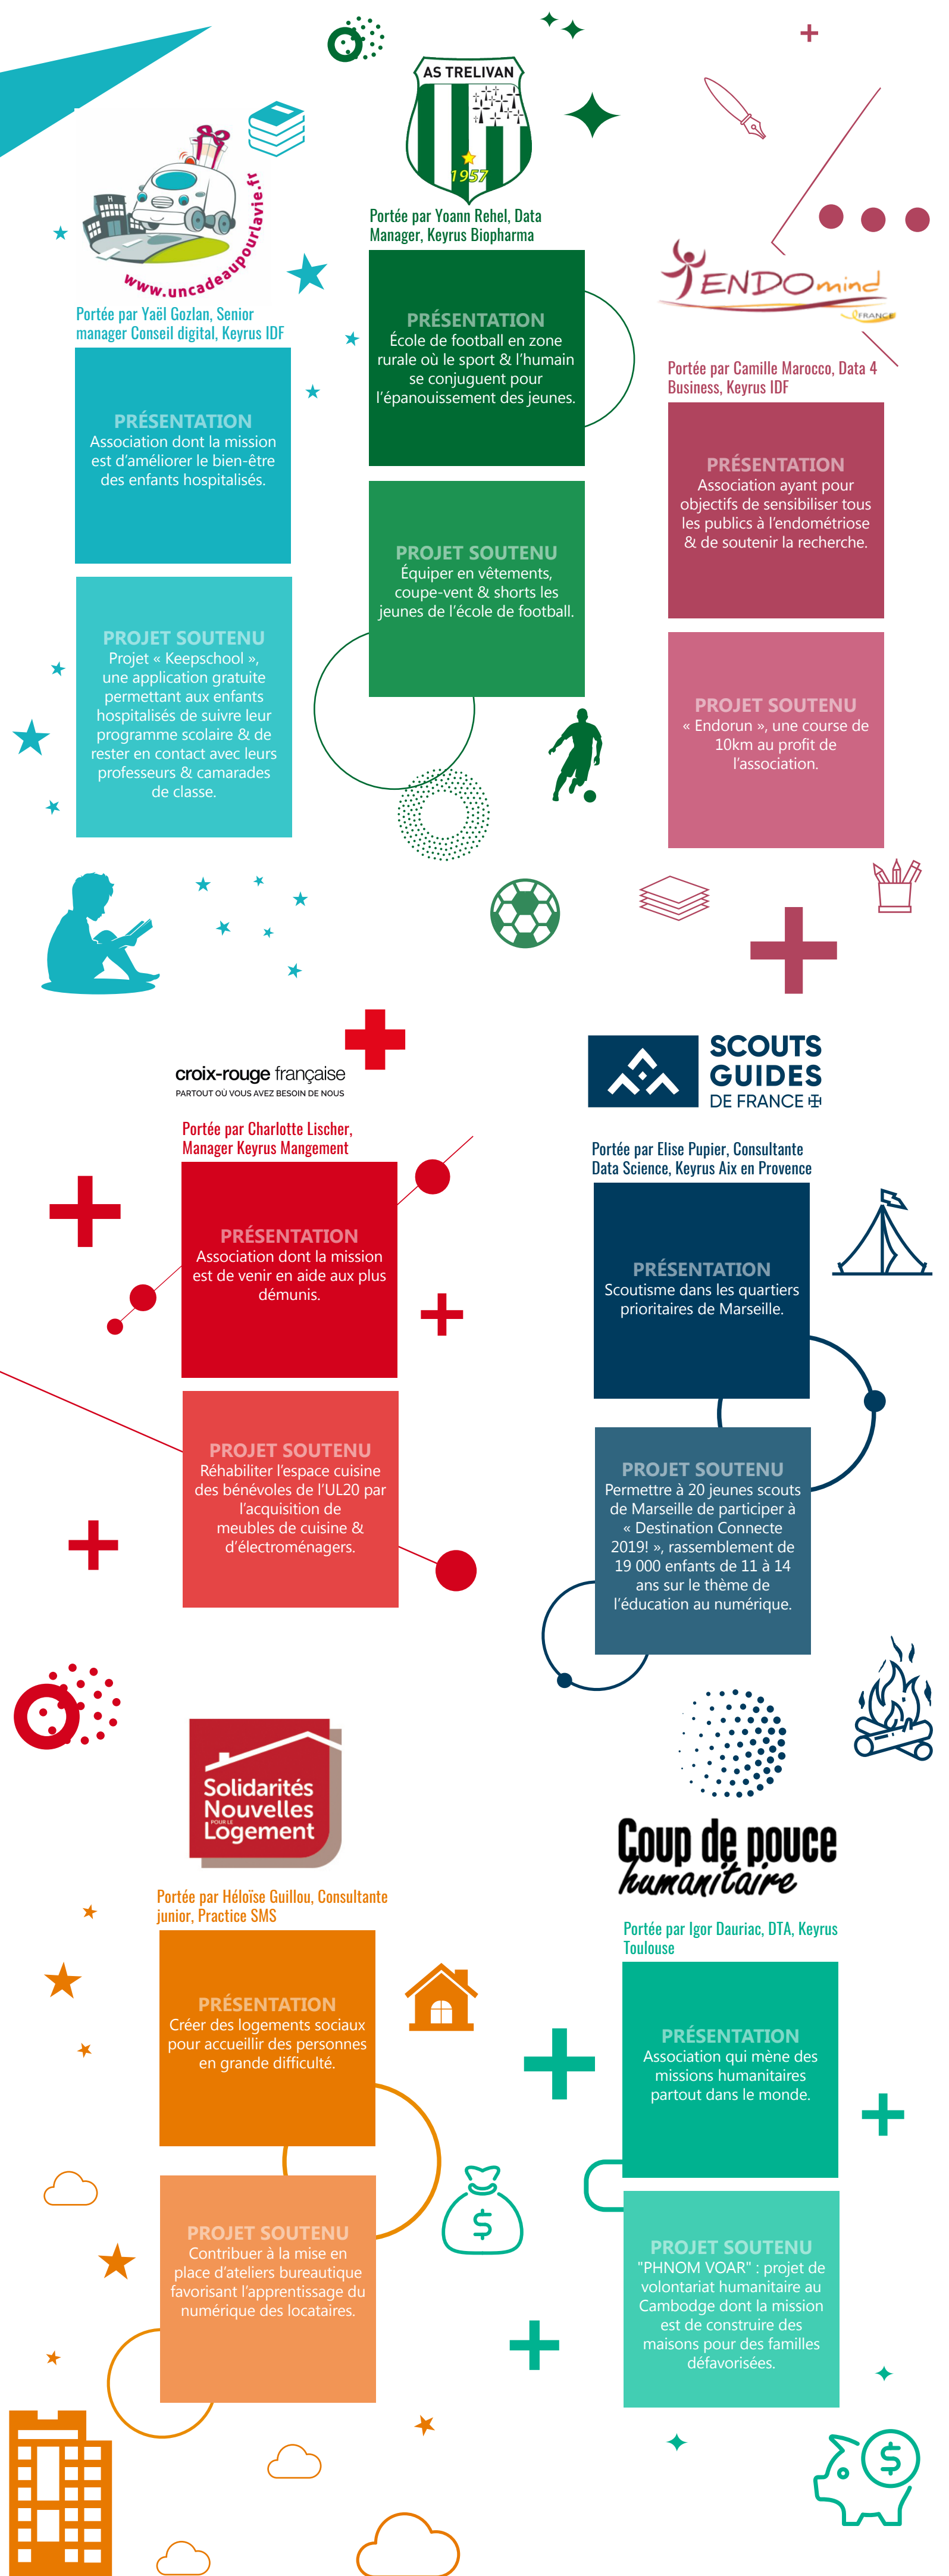 www.uncadeaupourlavie.fr
Portée par Yaël Gozlan, Senior
manager Conseil digital, Keyrus IDF
PRÉSENTATION
Association dont la mission
est d'améliorer le bien-être
des enfants hospitalisés.
PROJET SOUTENU
Projet « Keepschool »,
une application gratuite
permettant aux enfants
hospitalisés de suivre leur
programme scolaire & de
rester en contact avec leurs
professeurs & camarades
de classe.
AS TRELIVAN
1957
Portée par Yoann Rehel, Data
Manager, Keyrus Biopharma
PRÉSENTATION
École de football en zone
rurale où le sport & l'humain
se conjuguent pour
l'épanouissement des jeunes.
PROJET SOUTENU
Équiper en vêtements,
coupe-vent & shorts les
jeunes de l'école de football.
ENDOmind
FRANCE
Portée par Camille Marocco, Data 4
Business, Keyrus IDF
PRÉSENTATION
Association ayant pour
objectifs de sensibiliser tous
les publics à l'endométriose
& de soutenir la recherche.
PROJET SOUTENU
« Endorun », une course de
10km au profit de
l'association.
croix-rouge française
PARTOUT OÙ VOUS AVEZ BESOIN DE NOUS
Portée par Charlotte Lischer,
Manager Keyrus Mangement
PRÉSENTATION
Association dont la mission
est de venir en aide aux plus
démunis.
PROJET SOUTENU
Réhabiliter l'espace cuisine
des bénévoles de l'UL20 par
l'acquisition de
meubles de cuisine &
d'électroménagers.
SCOUTS
GUIDES
DE FRANCE
Portée par Elise Pupier, Consultante
Data Science, Keyrus Aix en Provence
PRÉSENTATION
Scoutisme dans les quartiers
prioritaires de Marseille.
PROJET SOUTENU
Permettre à 20 jeunes scouts
de Marseille de participer à
« Destination Connecte
2019! », rassemblement de
19 000 enfants de 11 à 14
ans sur le thème de
l'éducation au numérique.
Solidarités
Nouvelles
POUR LE
Logement
Portée par Héloïse Guillou, Consultante
junior, Practice SMS
PRÉSENTATION
Créer des logements sociaux
pour accueillir des personnes
en grande difficulté.
PROJET SOUTENU
Contribuer à la mise en
place d'ateliers bureautique
favorisant l'apprentissage du
numérique des locataires.
Coup de pouce
humanitaire
Portée par Igor Dauriac, DTA, Keyrus
Toulouse
PRÉSENTATION
Association qui mène des
missions humanitaires
partout dans le monde.
PROJET SOUTENU
"PHNOM VOAR" : projet de
volontariat humanitaire au
Cambodge dont la mission
est de construire des
maisons pour des familles
défavorisées.